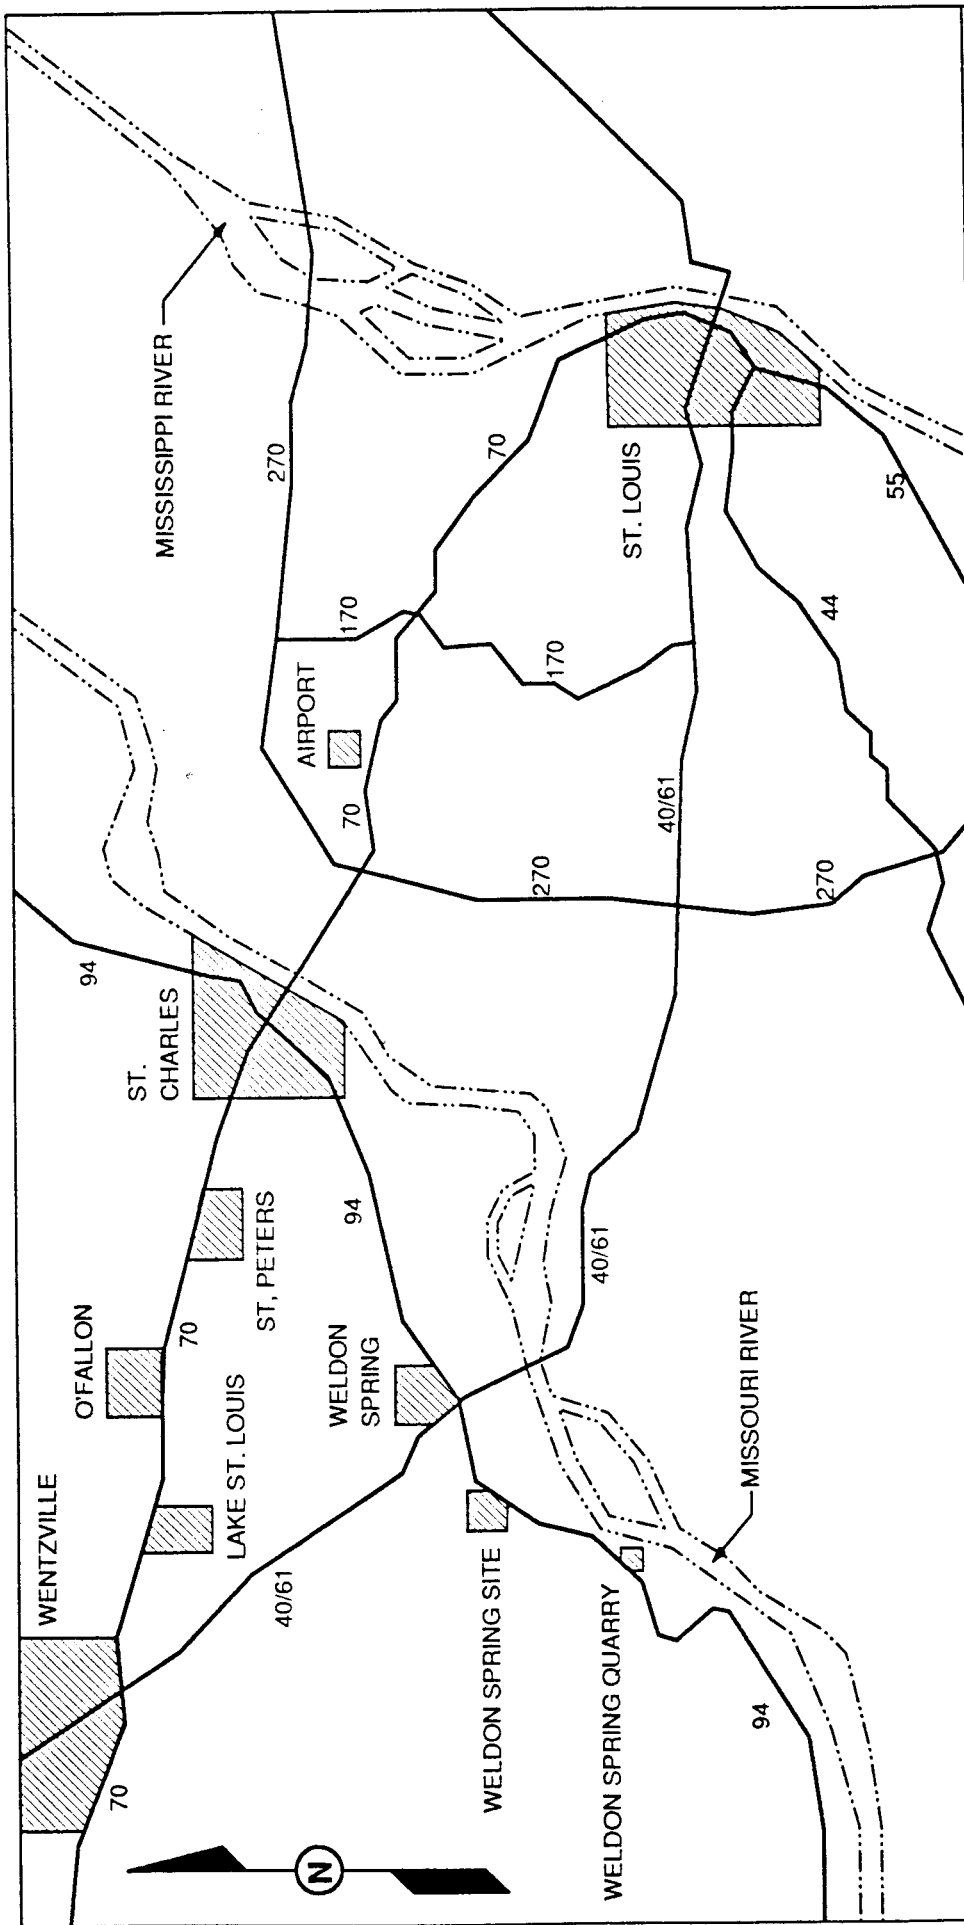 WENTZVILLE
O'FALLON
ST.
CHARLES
94
MISSISSIPPI RIVER
70
70
LAKE ST. LOUIS
ST, PETERS
270
AIRPORT
170
40/61
WELDON
SPRING
94
70
70
170
WELDON SPRING SITE
40/61
270
40/61
ST. LOUIS
WELDON SPRING QUARRY
MISSOURI RIVER
94
270
44
55
N